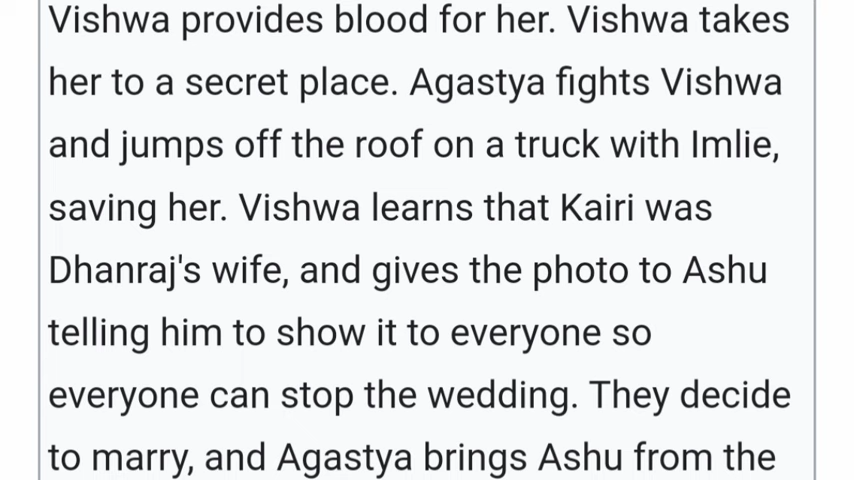 Vishwa provides blood for her. Vishwa takes
her to a secret place. Agastya fights Vishwa
and jumps off the roof on a truck with Imlie,
saving her. Vishwa learns that Kairi was
Dhanraj's wife, and gives the photo to Ashu
telling him to show it to everyone so
everyone can stop the wedding. They decide
to marry, and Agastya brings Ashu from the